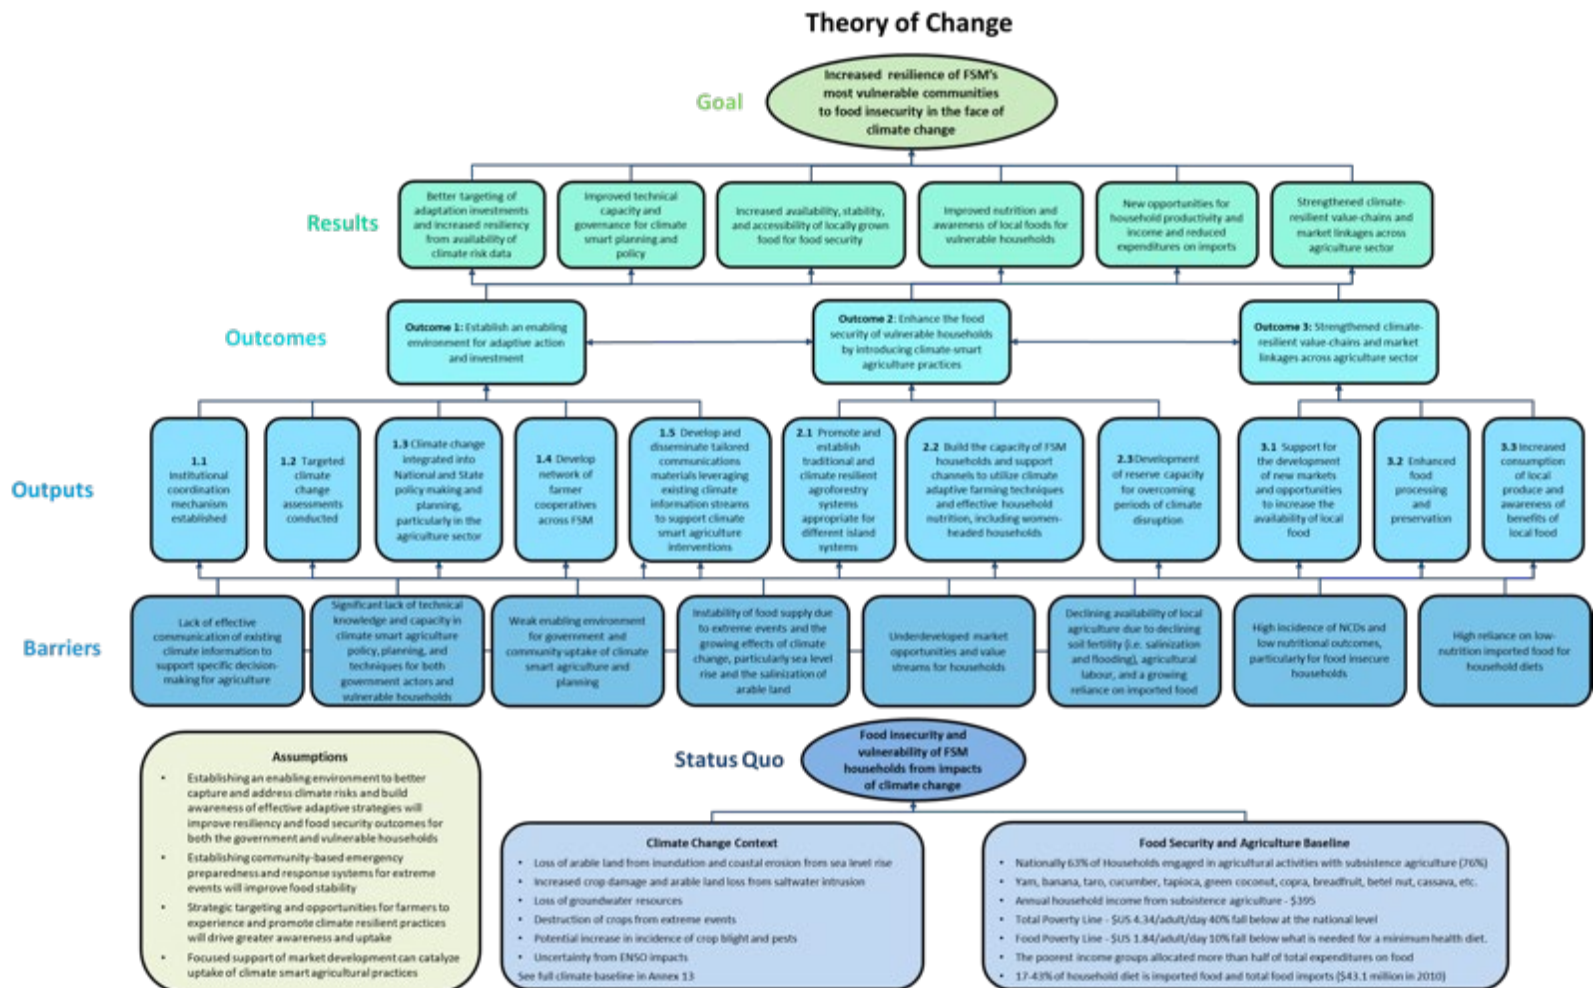 Theory of Change
Goal
Increased resilience of FSM's
most vulnerable communities
to food insecurity in the face of
climate change
Results
Better targeting of
adaptation investments
and increased resiliency
from availability of
climate risk data
Improved technical
capacity and
governance for climate
smart planning and
policy
Increased availability, stability,
and accessibility of locally grown
food for food security
Improved nutrition and
awareness of local foods for
vulnerable households
New opportunities for
household productivity and
income and reduced
expenditures on imports
Strengthened climate-
resilient value-chains and
market linkages across
agriculture sector
Outcomes
Outcome 1: Establish an enabling
environment for adaptive action
and investment
Outcome 2: Enhance the food
security of vulnerable households
by introducing climate-smart
agriculture practices
Outcome 3: Strengthened climate-
resilient value-chains and market
linkages across agriculture sector
Outputs
1.1
Institutional
coordination
mechanism
established
1.2 Targeted
climate
change
assessments
conducted
1.3 Climate change
integrated into
National and State
policy making and
planning,
particularly in the
agriculture sector
1.4 Develop
network of
farmer
cooperatives
across FSM
1.5 Develop and
disseminate tailored
communications
materials leveraging
existing climate
information streams
to support climate
smart agriculture
interventions
2.1 Promote and
establish
traditional and
climate resilient
agroforestry
systems
appropriate for
different island
systems
2.2 Build the capacity of FSM
households and support
channels to utilize climate
adaptive farming techniques
and effective household
nutrition, including women-
headed households
2.3 Development
of reserve capacity
for overcoming
periods of climate
disruption
3.1 Support for
the development
of new markets
and opportunities
to increase the
availability of local
food
3.2 Enhanced
food
processing
and
preservation
3.3 Increased
consumption
of local
produce and
awareness of
benefits of
local food
Barriers
Lack of effective
communication of existing
climate information to
support specific decision-
making for agriculture
Significant lack of technical
knowledge and capacity in
climate smart agriculture
policy, planning, and
techniques for both
government actors and
vulnerable households
Weak enabling environment
for government and
community uptake of climate
smart agriculture and
planning
Instability of food supply due
to extreme events and the
growing effects of climate
change, particularly sea level
rise and the salinization of
arable land
Underdeveloped market
opportunities and value
streams for households
Declining availability of local
agriculture due to declining
soil fertility (i.e. salinization
and flooding), agricultural
labour, and a growing
reliance on imported food
High incidence of NCDs and
low nutritional outcomes,
particularly for food insecure
households
High reliance on low-
nutrition imported food for
household diets
Status Quo
Food insecurity and
vulnerability of FSM
households from impacts
of climate change
Assumptions
• Establishing an enabling environment to better
capture and address climate risks and build
awareness of effective adaptive strategies will
improve resiliency and food security outcomes for
both the government and vulnerable households
• Establishing community-based emergency
preparedness and response systems for extreme
events will improve food stability
• Strategic targeting and opportunities for farmers to
experience and promote climate resilient practices
will drive greater awareness and uptake
• Focused support of market development can catalyze
uptake of climate smart agricultural practices
Climate Change Context
• Loss of arable land from inundation and coastal erosion from sea level rise
• Increased crop damage and arable land loss from saltwater intrusion
• Loss of groundwater resources
• Destruction of crops from extreme events
• Potential increase in incidence of crop blight and pests
• Uncertainty from ENSO impacts
See full climate baseline in Annex 13
Food Security and Agriculture Baseline
• Nationally 63% of Households engaged in agricultural activities with subsistence agriculture (76%)
• Yam, banana, taro, cucumber, tapioca, green coconut, copra, breadfruit, betel nut, cassava, etc.
• Annual household income from subsistence agriculture - $395
• Total Poverty Line - $US 4.34/adult/day 40% fall below at the national level
• Food Poverty Line - $US 1.84/adult/day 10% fall below what is needed for a minimum health diet.
• The poorest income groups allocated more than half of total expenditures on food
• 17-43% of household diet is imported food and total food imports ($43.1 million in 2010)